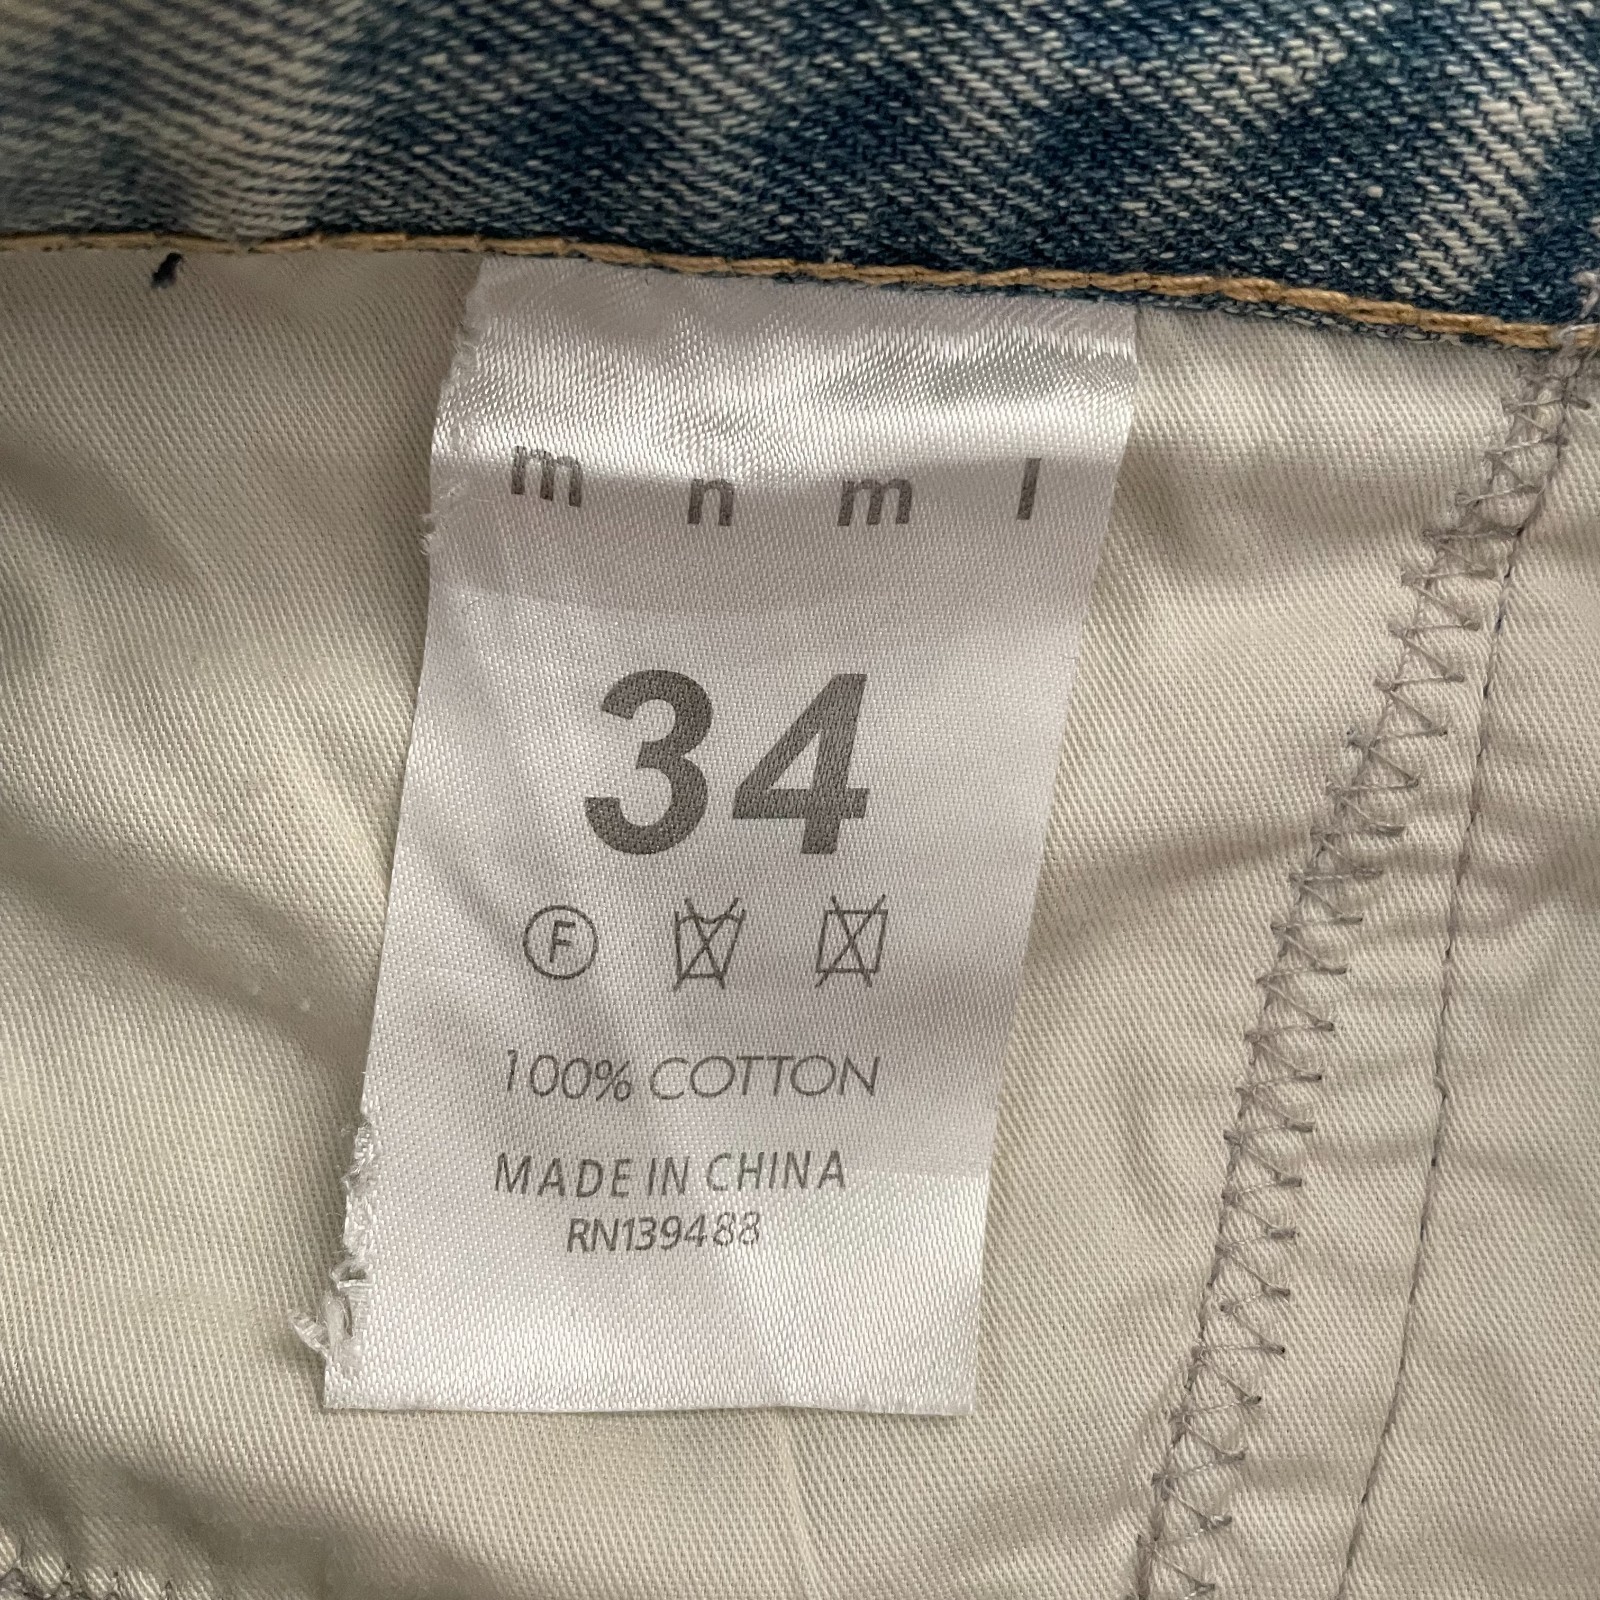 m n m l
34
F
100% COTTON
MADE IN CHINA
RN139488